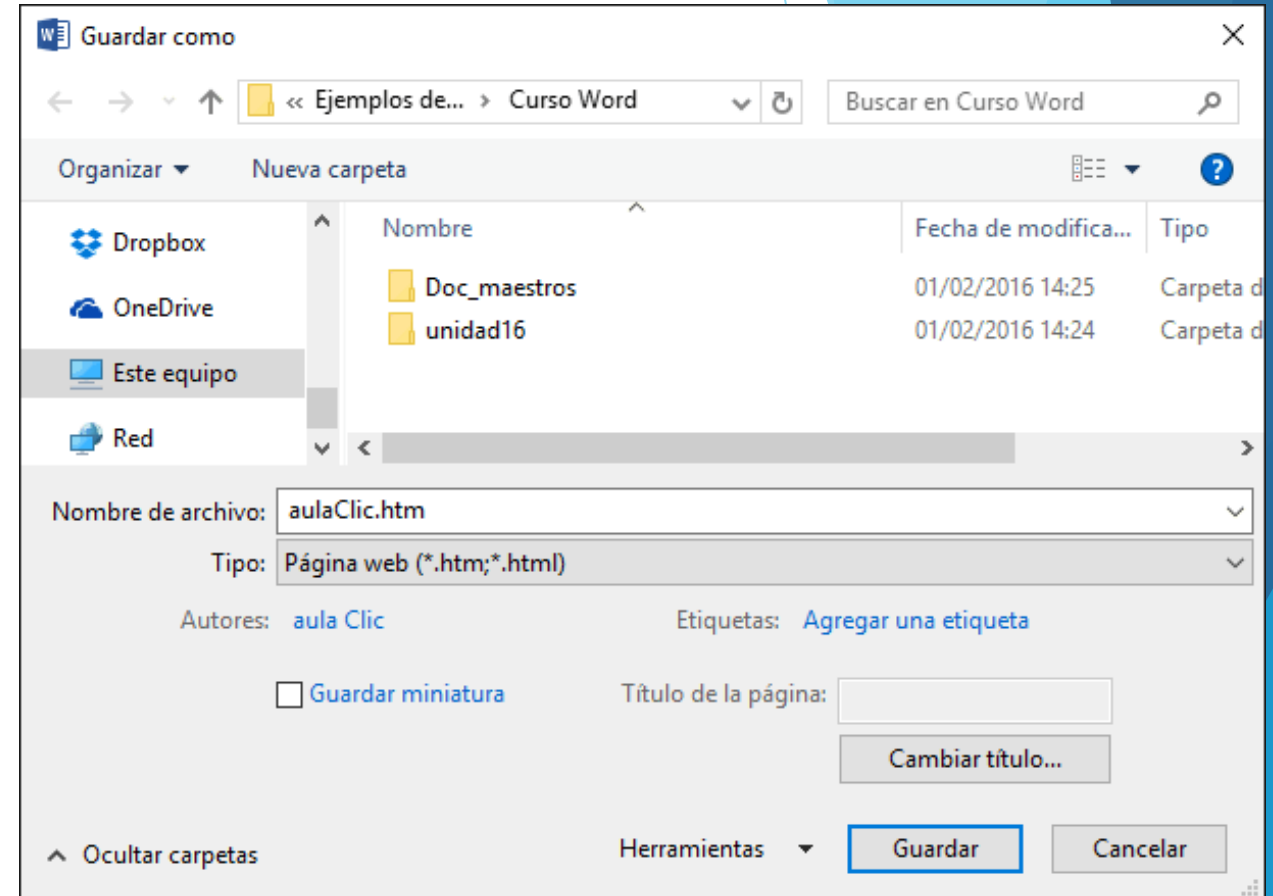 Guardar como
« Ejemplos de... > Curso Word
Buscar en Curso Word
Organizar
Nueva carpeta
Dropbox
OneDrive
Este equipo
Red
Nombre
Fecha de modifica...
Tipo
Doc_maestros
01/02/2016 14:25
Carpeta d
unidad16
01/02/2016 14:24
Carpeta d
Nombre de archivo: aulaClic.htm
Tipo: Página web (*.htm;*.html)
Autores: aula Clic
Etiquetas: Agregar una etiqueta
Guardar miniatura
Título de la página:
Cambiar título...
Ocultar carpetas
Herramientas
Guardar
Cancelar